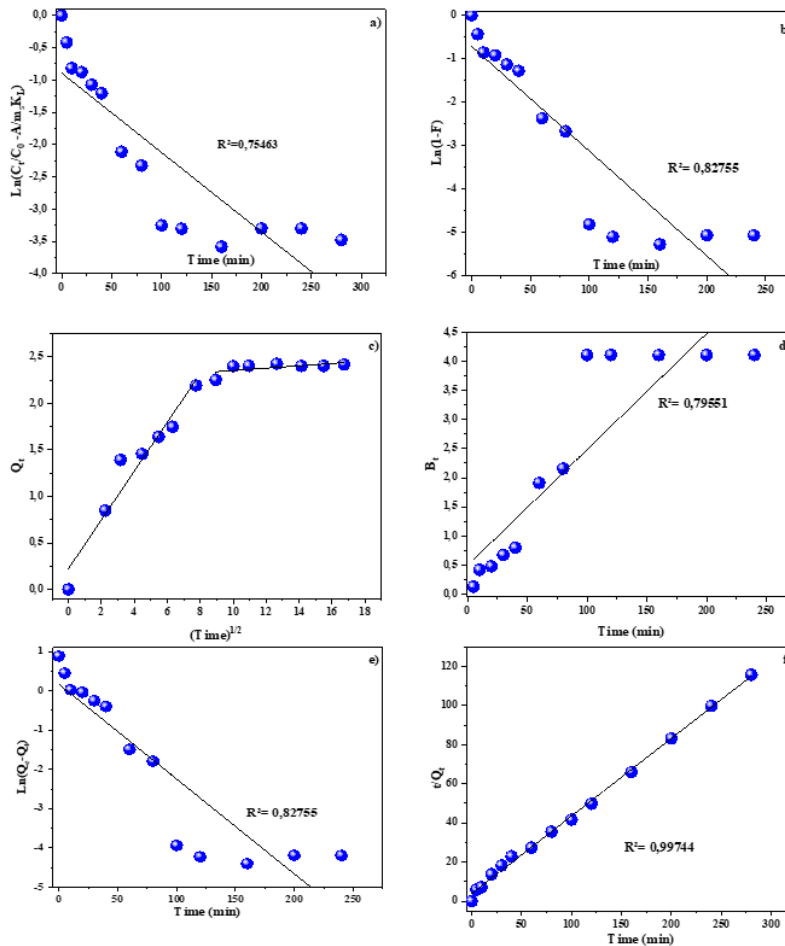 a)
0,0
-0,5
-1,0
-1,5
-2,0
-2,5
-3,0
-3,5
-4,0
Ln(Ct/C0 -A/msKL)
R²=0,75463
Time (min)
0 50 100 150 200 250 300
b
0
-1
-2
-3
-4
-5
-6
Ln(1-F)
R²= 0,82755
Time (min)
0 50 100 150 200 250
c)
2,5
2,0
1,5
1,0
0,5
0,0
Qt
0 2 4 6 8 10 12 14 16 18
(Time)1/2
d)
4,5
4,0
3,5
3,0
2,5
2,0
1,5
1,0
0,5
0,0
Bt
R²= 0,79551
0 50 100 150 200 250
Time (min)
e)
1
0
-1
-2
-3
-4
-5
R²= 0,82755
0 50 100 150 200 250
Time (min)
f
120
100
80
60
40
20
0
t/Qt
R²= 0,99744
0 50 100 150 200 250 300
Time (min)